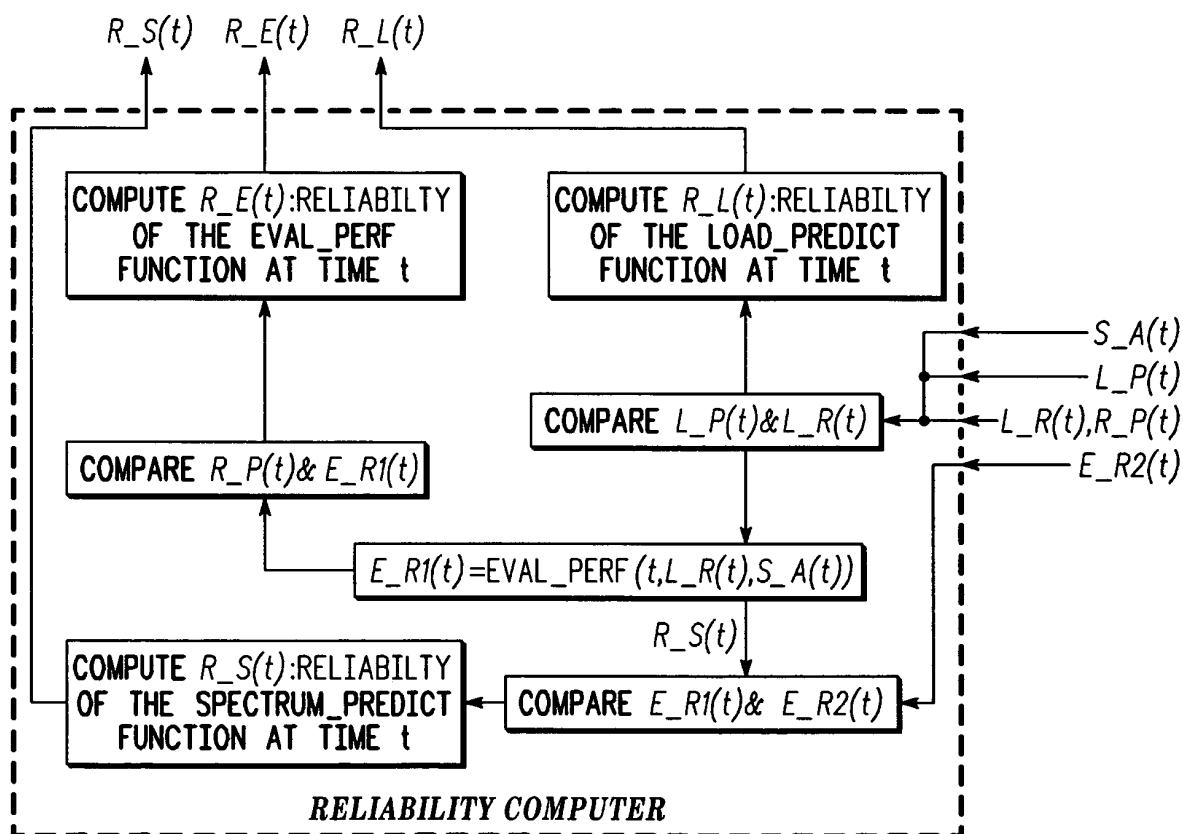 R_S(t) R_E(t) R_L(t)
COMPUTE R_E(t):RELIABILTY
OF THE EVAL_PERF
FUNCTION AT TIME t
COMPUTE R_L(t):RELIABILTY
OF THE LOAD_PREDICT
FUNCTION AT TIME t
S_A(t)
L_P(t)
L_R(t),R_P(t)
E_R2(t)
COMPARE L_P(t)&L_R(t)
COMPARE R_P(t)& E_R1(t)
E_R1(t)=EVAL_PERF(t,L_R(t),S_A(t))
R_S(t)
COMPUTE R_S(t):RELIABILTY
OF THE SPECTRUM_PREDICT
FUNCTION AT TIME t
COMPARE E_R1(t)& E_R2(t)
RELIABILITY COMPUTER